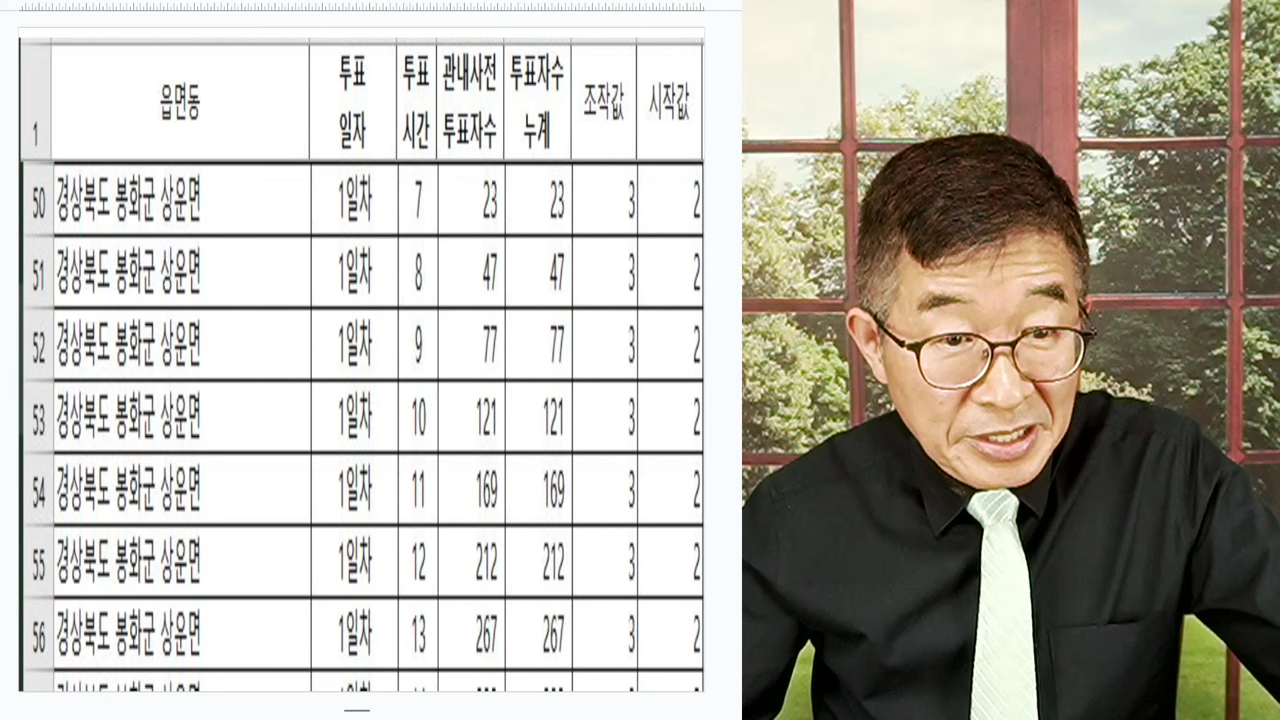 1 읍면동 투표 일자 투표 시간 관내사전 투표자수 투표자수 누계 조작값 시작값
50 경상북도 봉화군 상운면 1일차 7 23 23 3 2
51 경상북도 봉화군 상운면 1일차 8 47 47 3 2
52 경상북도 봉화군 상운면 1일차 9 77 77 3 2
53 경상북도 봉화군 상운면 1일차 10 121 121 3 2
54 경상북도 봉화군 상운면 1일차 11 169 169 3 2
55 경상북도 봉화군 상운면 1일차 12 212 212 3 2
56 경상북도 봉화군 상운면 1일차 13 267 267 3 2